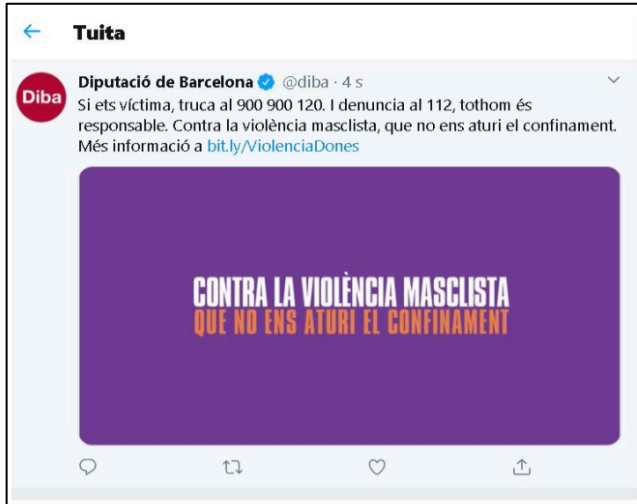 Tuita
Diputació de Barcelona @diba · 4 s
Diba
Si ets víctima, truca al 900 900 120. I denuncia al 112, tothom és
responsable. Contra la violència masclista, que no ens aturi el confinament.
Més informació a bit.ly/ViolenciaDones
CONTRA LA VIOLÈNCIA MASCLISTA
QUE NO ENS ATURI EL CONFINAMENT